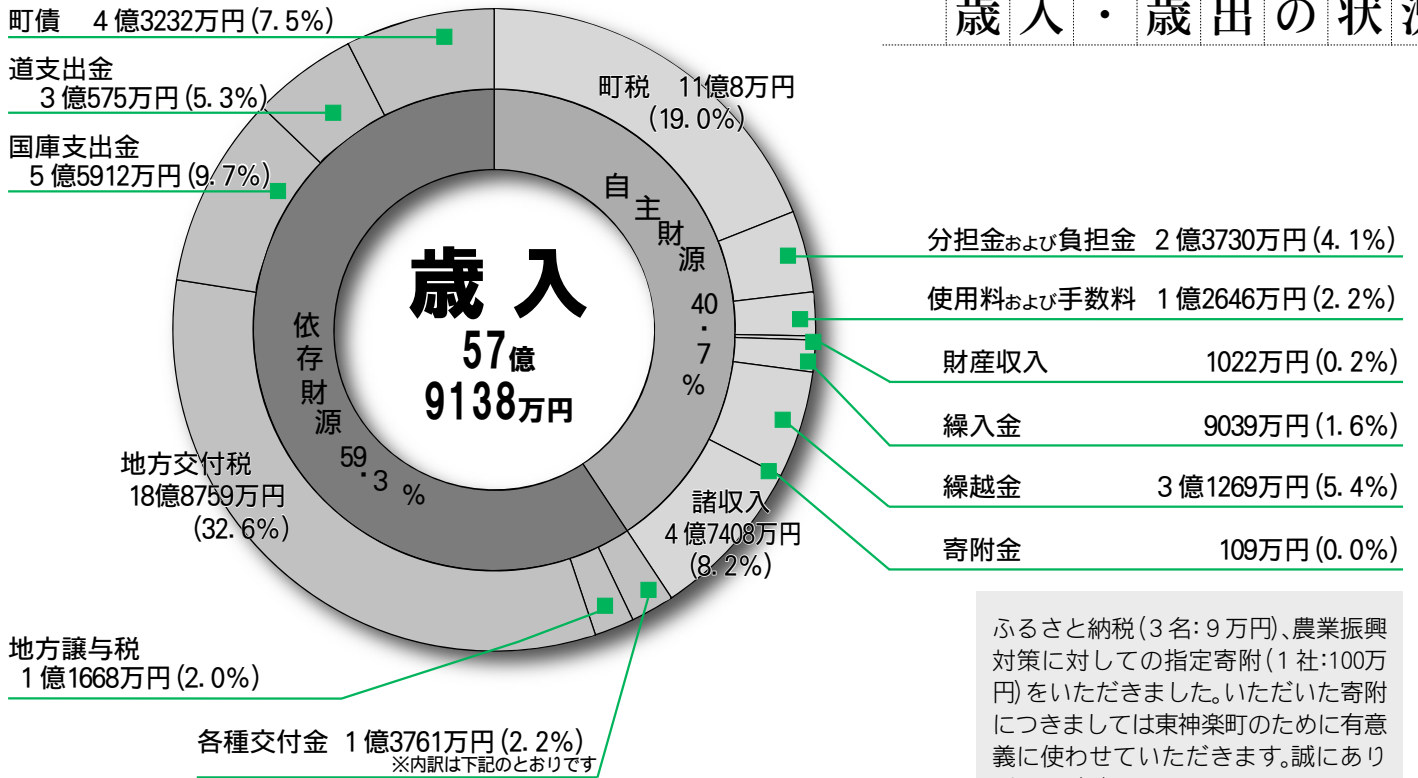 歳入・歳出の状
町債 4億3232万円(7.5%)
道支出金
3億575万円(5.3%)
国庫支出金
5億5912万円(9.7%)
町税 11億8万円
(19.0%)
自主財源 40.7%
依存財源 59.3%
歳入
57億
9138万円
分担金および負担金 2億3730万円(4.1%)
使用料および手数料 1億2646万円(2.2%)
財産収入 1022万円(0.2%)
繰入金 9039万円(1.6%)
繰越金 3億1269万円(5.4%)
寄附金 109万円(0.0%)
諸収入
4億7408万円
(8.2%)
地方交付税
18億8759万円
(32.6%)
地方譲与税
1億1668万円(2.0%)
各種交付金 1億3761万円(2.2%)
※内訳は下記のとおりです
ふるさと納税(3名:9万円)、農業振興
対策に対しての指定寄附(1社:100万
円)をいただきました。いただいた寄附
につきましては東神楽町のために有意
義に使わせていただきます。誠にあり